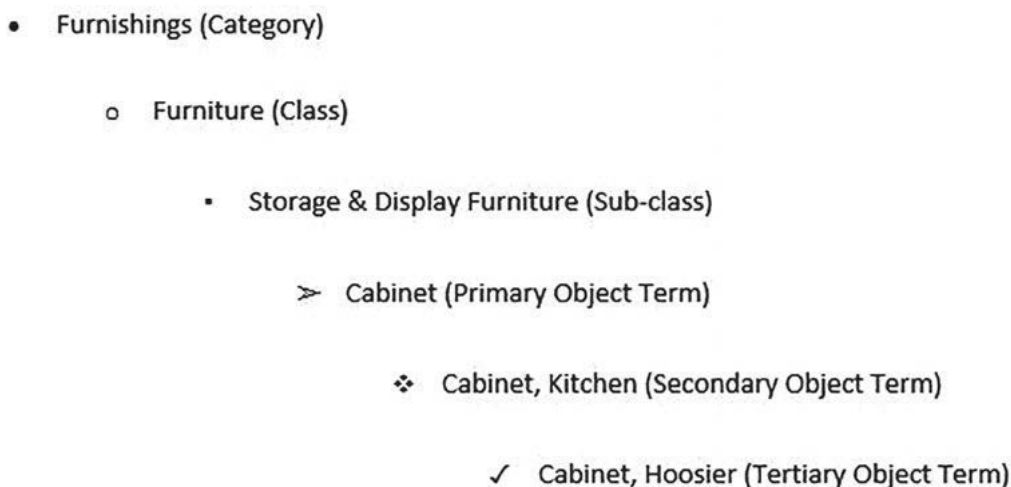 • Furnishings (Category)
o Furniture (Class)
▪ Storage & Display Furniture (Sub-class)
➢ Cabinet (Primary Object Term)
❖ Cabinet, Kitchen (Secondary Object Term)
✓ Cabinet, Hoosier (Tertiary Object Term)